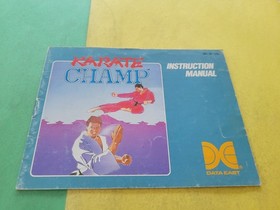 KARATE
CHAMP
INSTRUCTION
MANUAL
DATA EAST